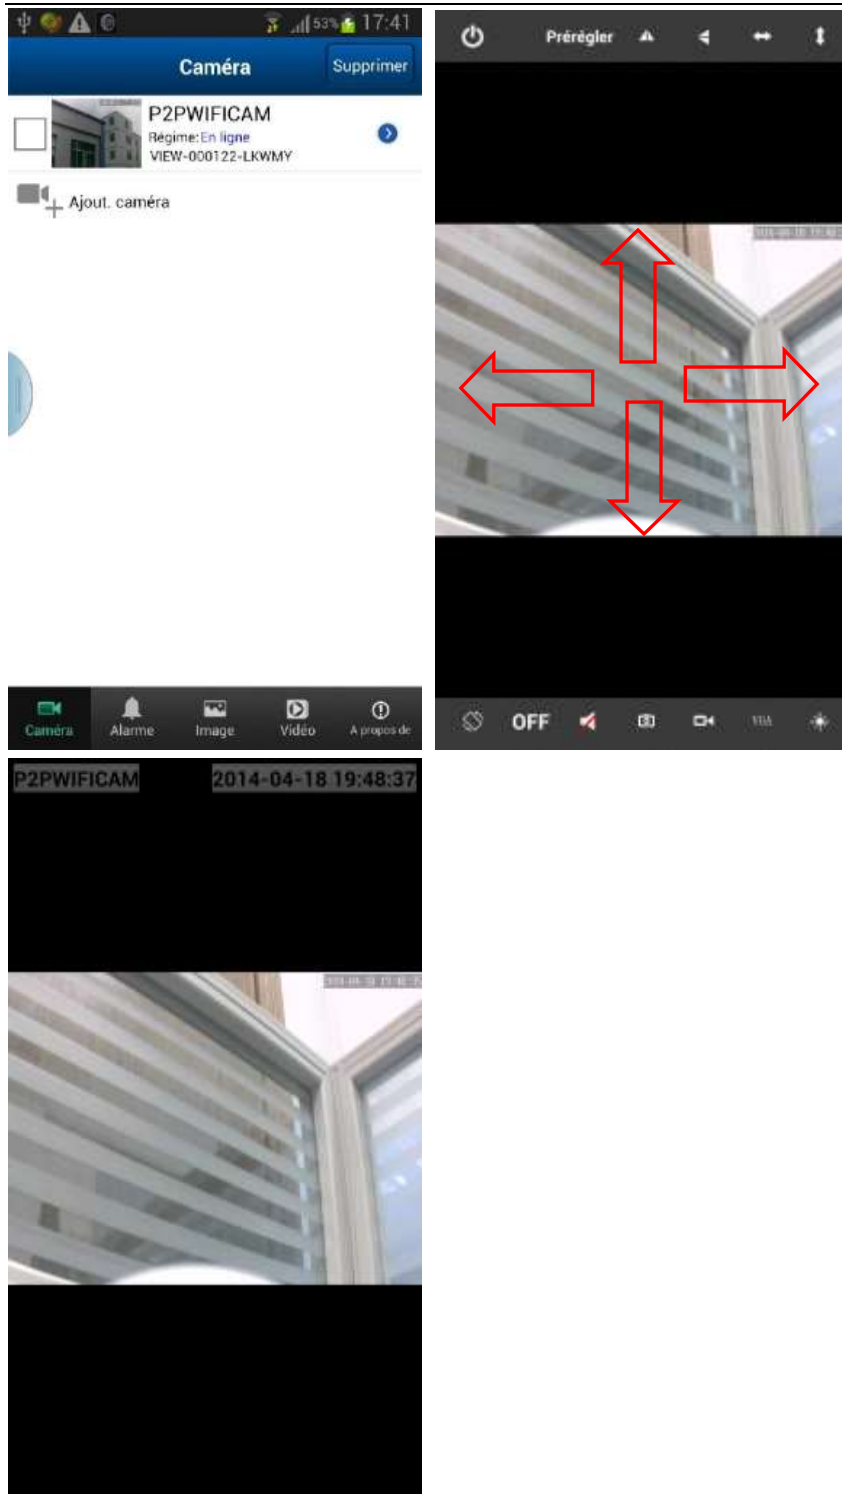 53% 17:41
Caméra Supprimer
P2PWIFICAM
Régime:En ligne
VIEW-000122-LKWMY
Ajout. caméra
Caméra Alarme Image Vidéo A propos de
Prérégler
OFF
P2PWIFICAM 2014-04-18 19:48:37